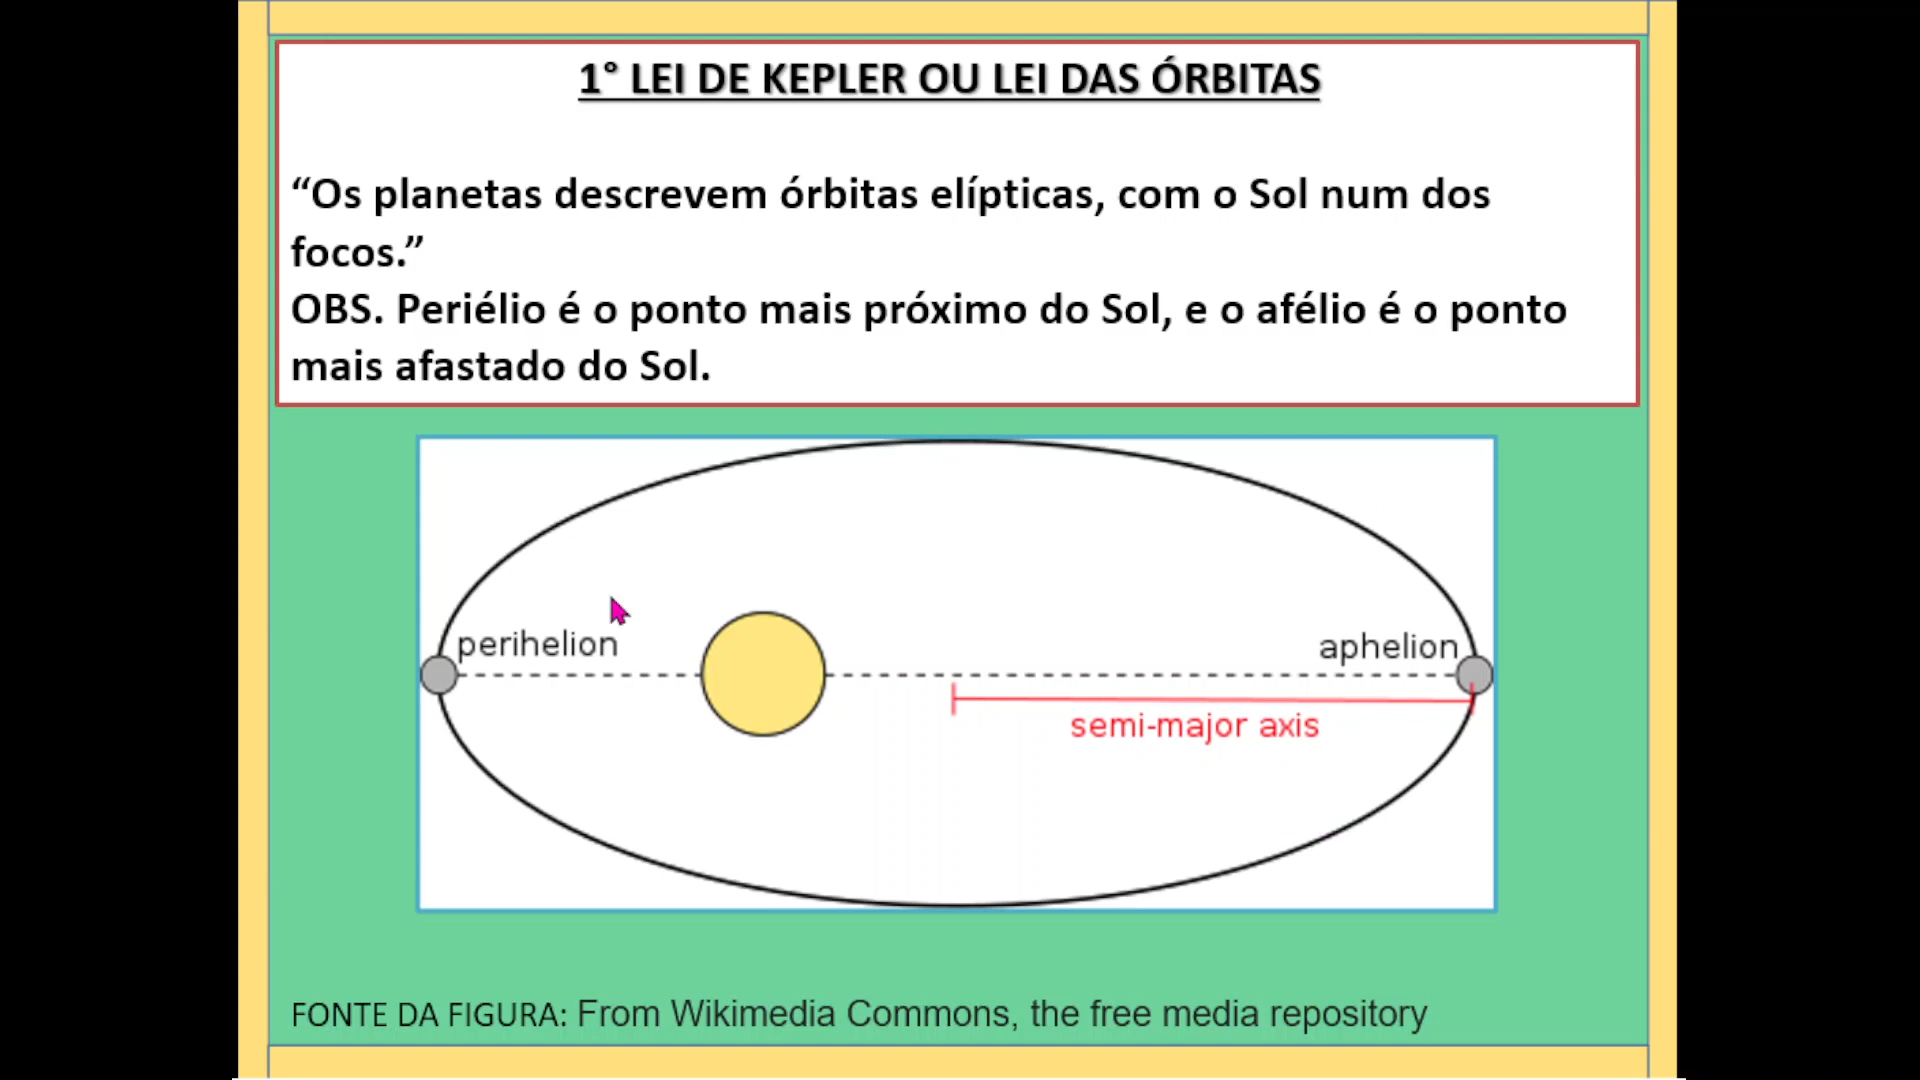 1° LEI DE KEPLER OU LEI DAS ÓRBITAS
“Os planetas descrevem órbitas elípticas, com o Sol num dos
focos.”
OBS. Periélio é o ponto mais próximo do Sol, e o afélio é o ponto
mais afastado do Sol.
perihelion
aphelion
semi-major axis
FONTE DA FIGURA: From Wikimedia Commons, the free media repository